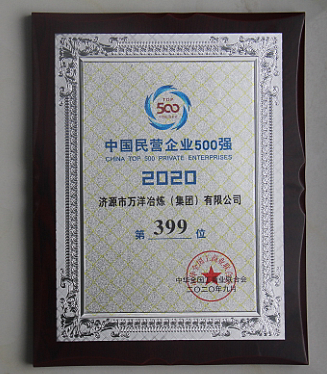 TOP
500
中国民营企业500强
CHINA TOP 500 PRIVATE ENTERPRISES
2020
济源市万洋冶炼（集团）有限公司
第 399 位
中华全国工商业联合会
二〇二〇年九月